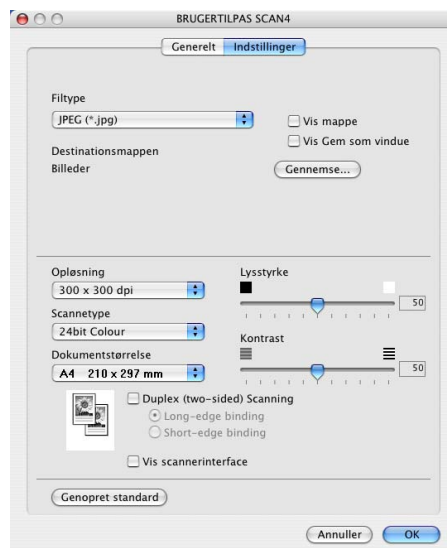 BRUGERTILPAS SCAN4
Generelt Indstillinger
Filtype
JPEG (*.jpg)
Vis mappe
Vis Gem som vindue
Destinationsmappen
Billeder
Gennemse...
Opløsning
300 x 300 dpi
Lysstyrke
50
Scannetype
24bit Colour
Kontrast
50
Dokumentstørrelse
A4 210 x 297 mm
Duplex (two-sided) Scanning
Long-edge binding
Short-edge binding
Vis scannerinterface
Genopret standard
Annuller OK